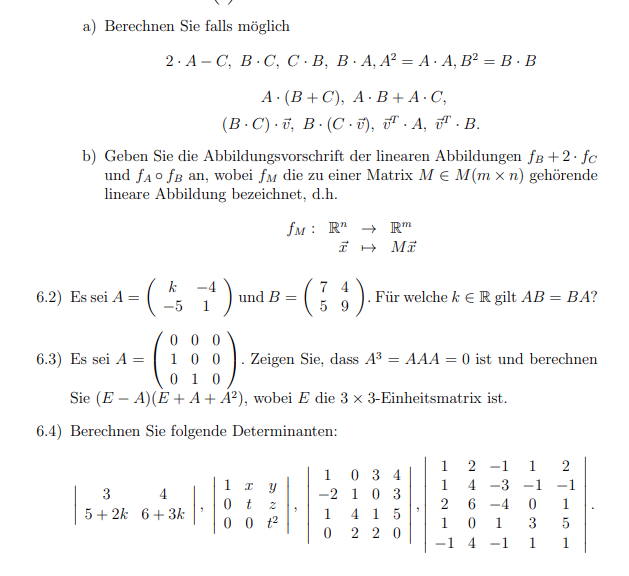 a) Berechnen Sie falls möglich
2 · A − C, B · C, C · B, B · A, A² = A · A, B² = B · B
A · (B + C), A · B + A · C,
(B · C) · v⃗, B · (C · v⃗), v⃗ᵀ · A, v⃗ᵀ · B.
b) Geben Sie die Abbildungsvorschrift der linearen Abbildungen f_B + 2 · f_C
und f_A ∘ f_B an, wobei f_M die zu einer Matrix M ∈ M(m × n) gehörende
lineare Abbildung bezeichnet, d.h.
f_M : ℝⁿ → ℝᵐ
x⃗ ↦ Mx⃗
6.2) Es sei A = ( k −4 ; −5 1 ) und B = ( 7 4 ; 5 9 ). Für welche k ∈ ℝ gilt AB = BA?
6.3) Es sei A = ( 0 0 0 ; 1 0 0 ; 0 1 0 ). Zeigen Sie, dass A³ = AAA = 0 ist und berechnen
Sie (E − A)(E + A + A²), wobei E die 3 × 3-Einheitsmatrix ist.
6.4) Berechnen Sie folgende Determinanten:
| 3 4 ; 5 + 2k 6 + 3k |, | 1 x y ; 0 t z ; 0 0 t² |, | 1 0 3 4 ; −2 1 0 3 ; 1 4 1 5 ; 0 2 2 0 |, | 1 2 −1 1 2 ; 1 4 −3 −1 −1 ; 2 6 −4 0 1 ; 1 0 1 3 5 ; −1 4 −1 1 1 |.